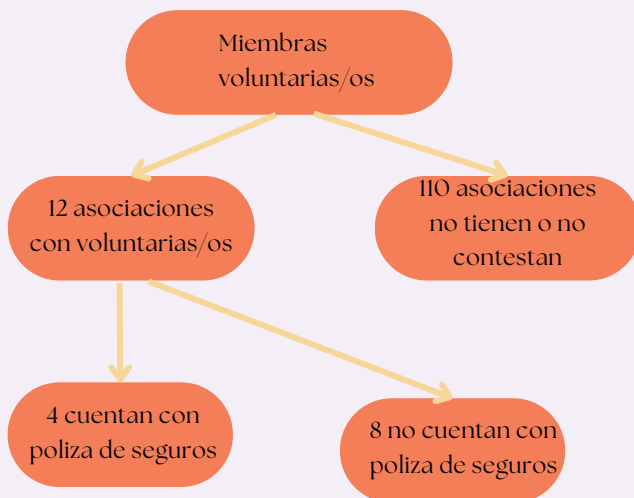 Miembras
voluntarias/os
12 asociaciones
con voluntarias/os
110 asociaciones
no tienen o no
contestan
4 cuentan con
poliza de seguros
8 no cuentan con
poliza de seguros